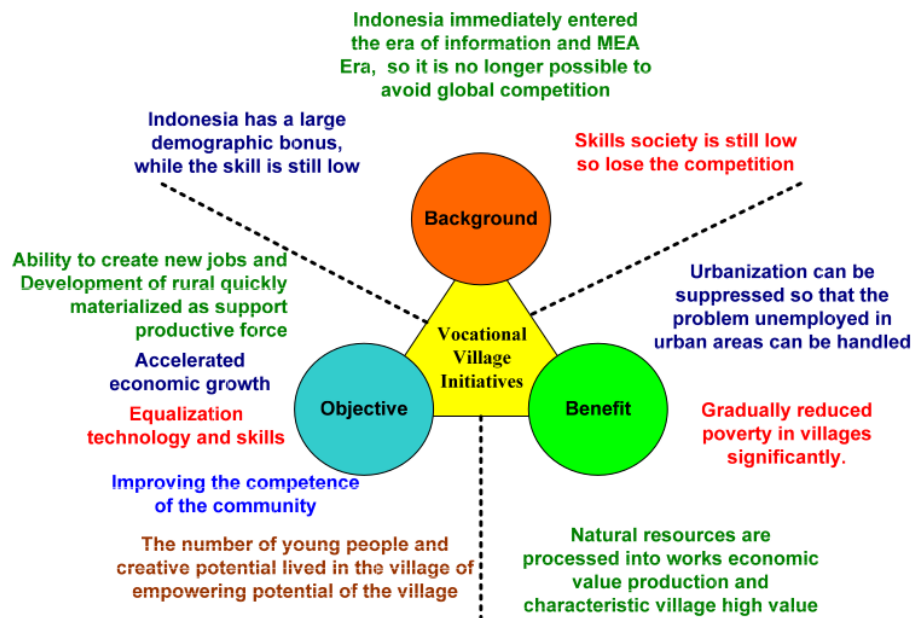 Indonesia immediately entered
the era of information and MEA
Era, so it is no longer possible to
avoid global competition
Indonesia has a large
demographic bonus,
while the skill is still low
Skills society is still low
so lose the competition
Background
Ability to create new jobs and
Development of rural quickly
materialized as support
productive force
Accelerated
economic growth
Equalization
technology and skills
Improving the competence
of the community
The number of young people and
creative potential lived in the village of
empowering potential of the village
Objective
Vocational
Village
Initiatives
Benefit
Urbanization can be
suppressed so that the
problem unemployed in
urban areas can be handled
Gradually reduced
poverty in villages
significantly.
Natural resources are
processed into works economic
value production and
characteristic village high value